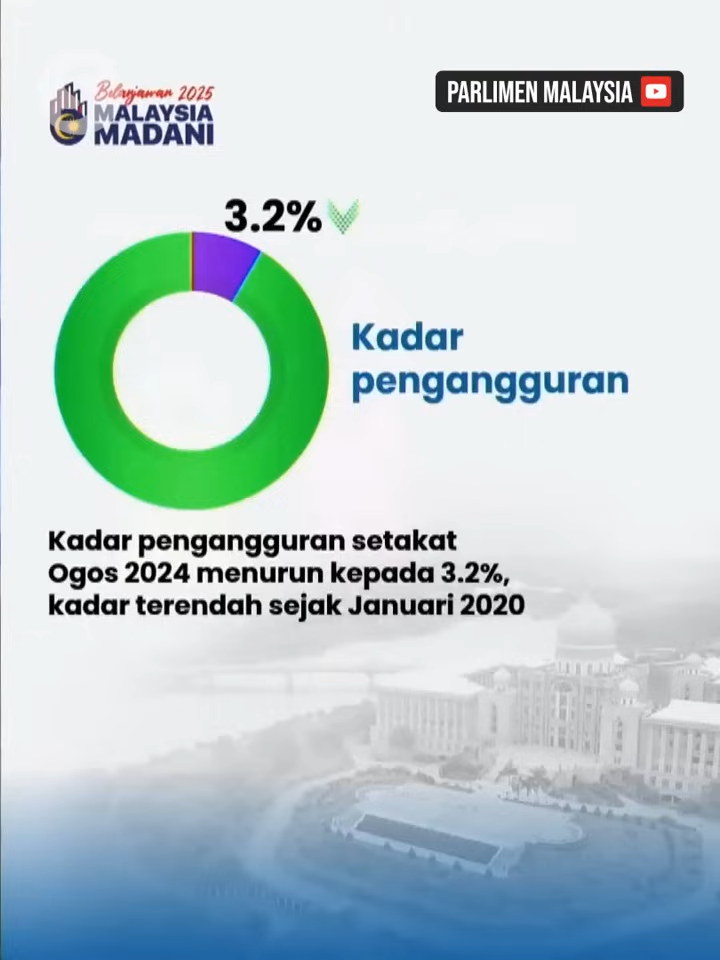 Belanjawan 2025
MALAYSIA
MADANI
PARLIMEN MALAYSIA
3.2%
Kadar
pengangguran
Kadar pengangguran setakat
Ogos 2024 menurun kepada 3.2%,
kadar terendah sejak Januari 2020